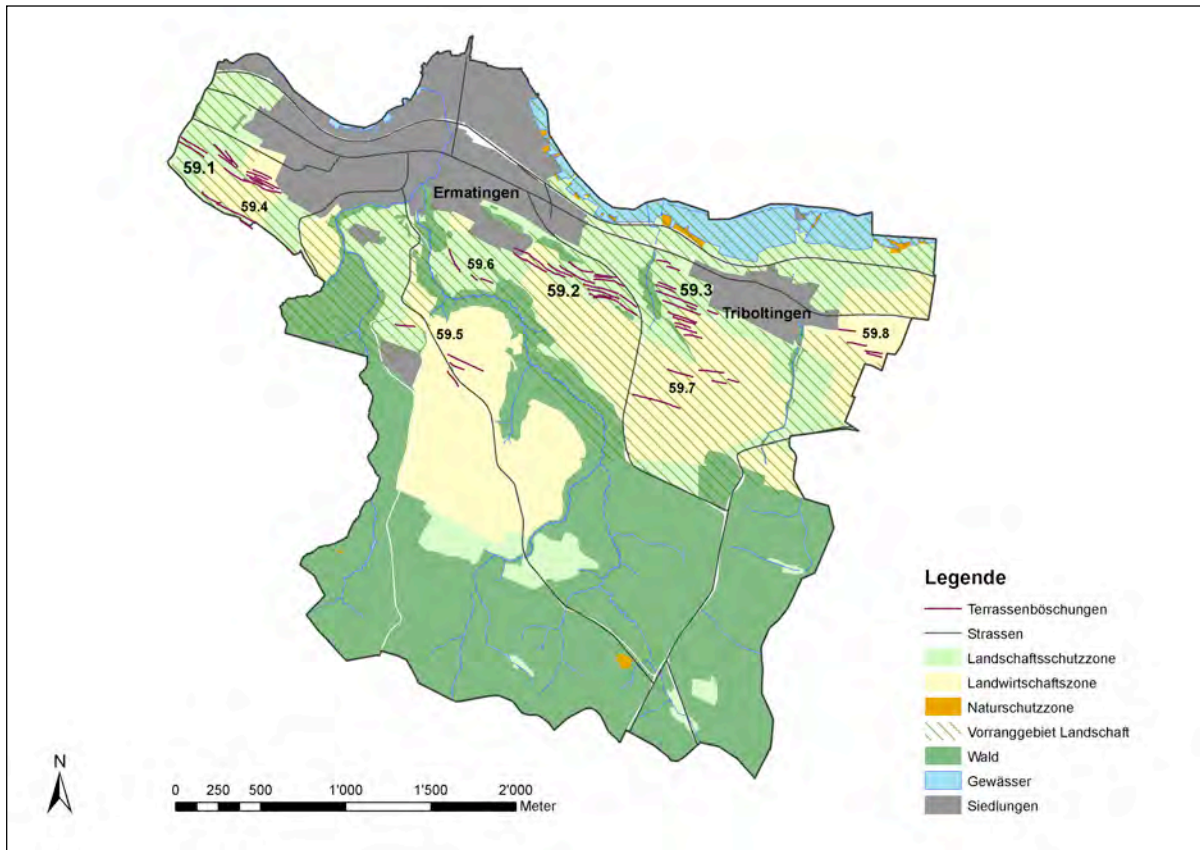 59.1
59.4
Ermatingen
59.6
59.2
59.3
Triboltingen
59.5
59.8
59.7
Legende
Terrassenböschungen
Strassen
Landschaftsschutzzone
Landwirtschaftszone
Naturschutzzone
Vorranggebiet Landschaft
Wald
Gewässer
Siedlungen
N
0 250 500 1'000 1'500 2'000
Meter